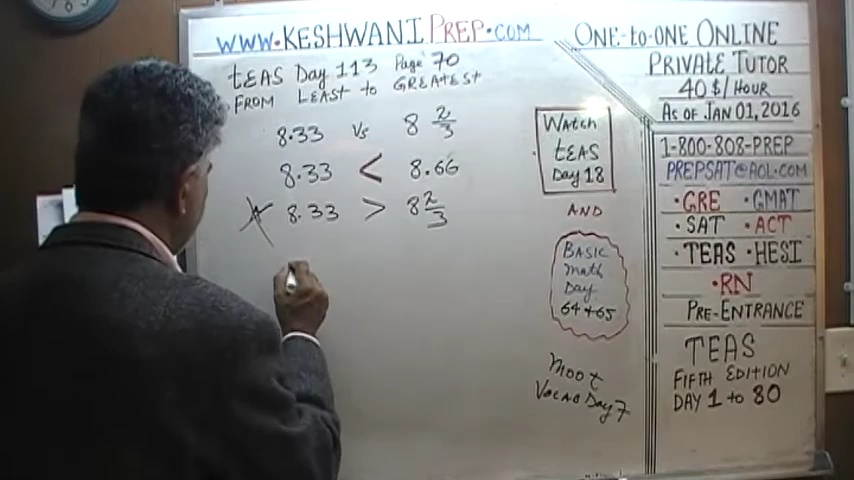 www.KESHWANIPREP.COM
tEAS Day 113 Page 70
FROM LEASt to GREAtESt
8.33 Vs 8 2/3
8.33 < 8.66
A 8.33 > 8 2/3
Watch
tEAS
Day 18
AND
BASIC
math
Day
64 + 65
Moot
Day 7
ONE-to-ONE ONLINE
PRIVATE TUTOR
40 $/HOUR
AS OF JAN 01, 2016
1-800-808-PREP
PREPSAT@AOL.COM
• GRE • GMAT
• SAT • ACT
• TEAS • HESI
• RN
PRE-ENTRANCE
TEAS
FIFTH EDITION
DAY 1 to 80